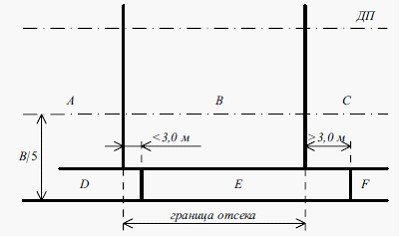 ДП
A B C
<3,0 м ≥3,0 м
B/5
D E F
граница отсека